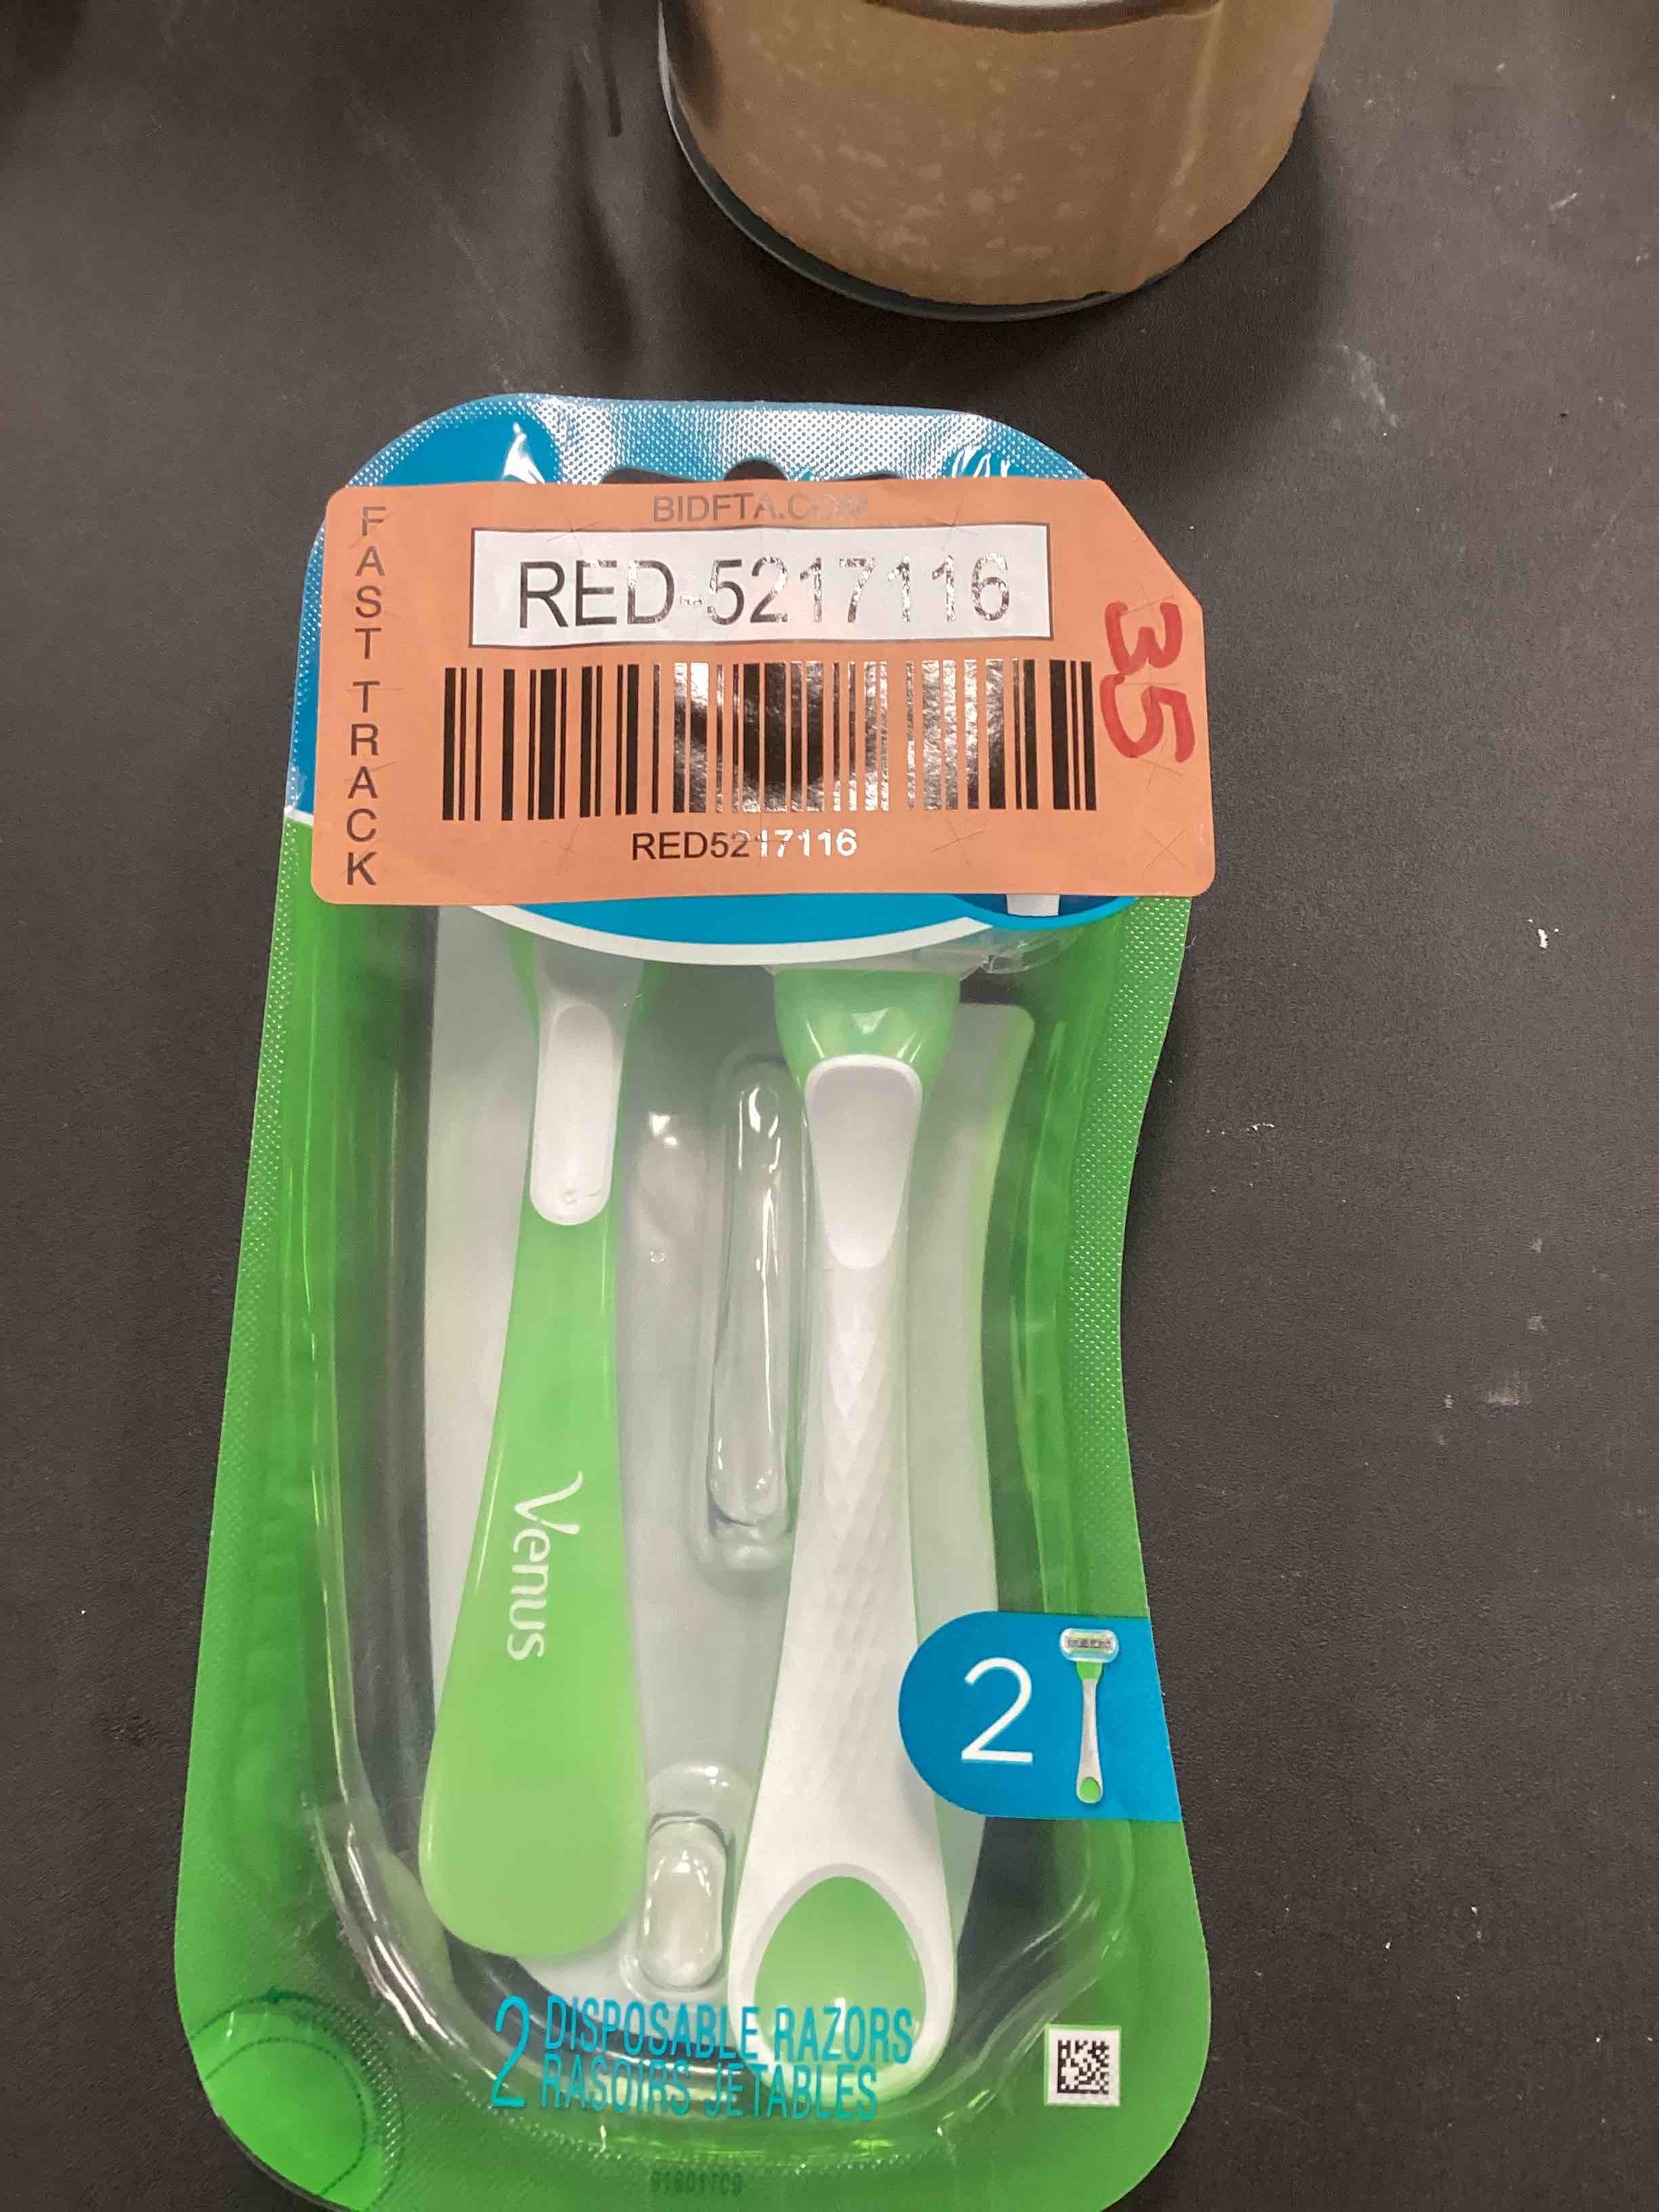 BIDFTA.COM
RED-5217116
FAST TRACK
35
RED5217116
Venus
2
2 DISPOSABLE RAZORS
RASOIRS JETABLES